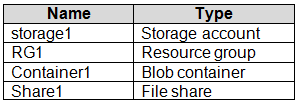 Name Type
storage1 Storage account
RG1 Resource group
Container1 Blob container
Share1 File share